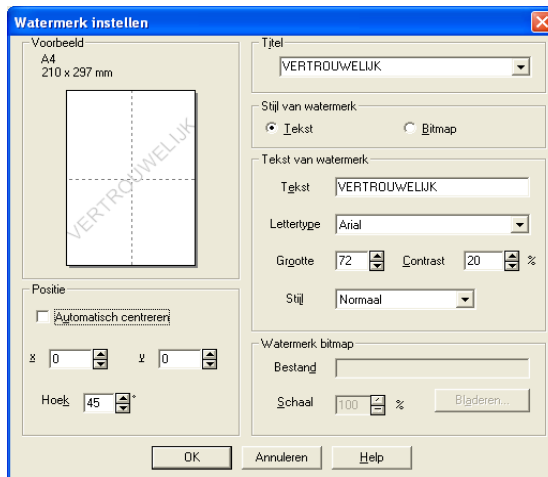 Watermerk instellen
Voorbeeld
A4
210 x 297 mm
VERTROUWELIJK
Positie
Automatisch centreren
x 0 y 0
Hoek 45 °
Titel
VERTROUWELIJK
Stijl van watermerk
Tekst Bitmap
Tekst van watermerk
Tekst VERTROUWELIJK
Lettertype Arial
Grootte 72 Contrast 20 %
Stijl Normaal
Watermerk bitmap
Bestand
Schaal 100 % Bladeren...
OK Annuleren Help